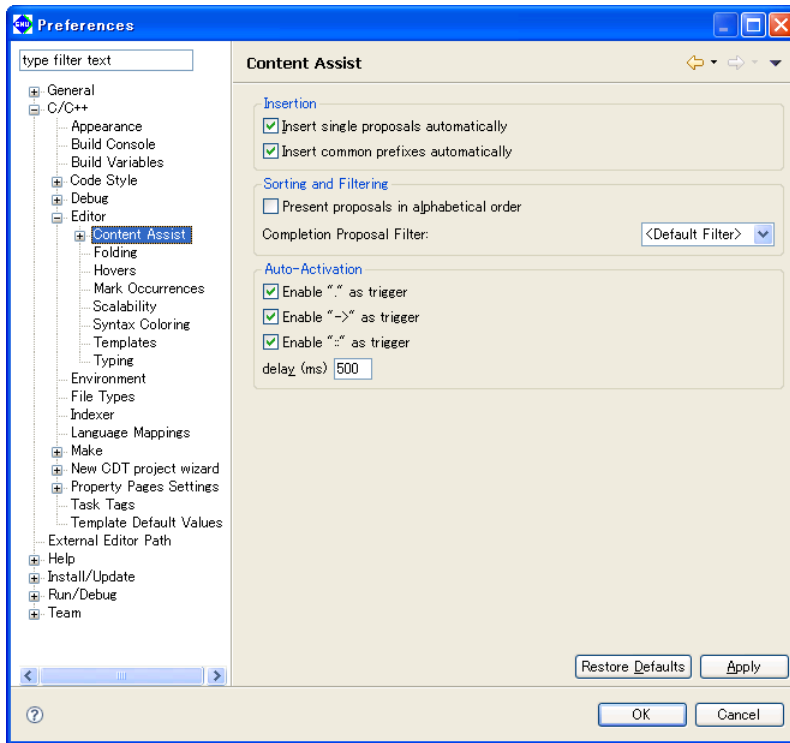 GNU Preferences
type filter text
Content Assist
General
C/C++
Appearance
Build Console
Build Variables
Code Style
Debug
Editor
Content Assist
Folding
Hovers
Mark Occurrences
Scalability
Syntax Coloring
Templates
Typing
Environment
File Types
Indexer
Language Mappings
Make
New CDT project wizard
Property Pages Settings
Task Tags
Template Default Values
External Editor Path
Help
Install/Update
Run/Debug
Team
Insertion
Insert single proposals automatically
Insert common prefixes automatically
Sorting and Filtering
Present proposals in alphabetical order
Completion Proposal Filter: <Default Filter>
Auto-Activation
Enable "." as trigger
Enable "->" as trigger
Enable "::" as trigger
delay (ms) 500
Restore Defaults Apply
OK Cancel